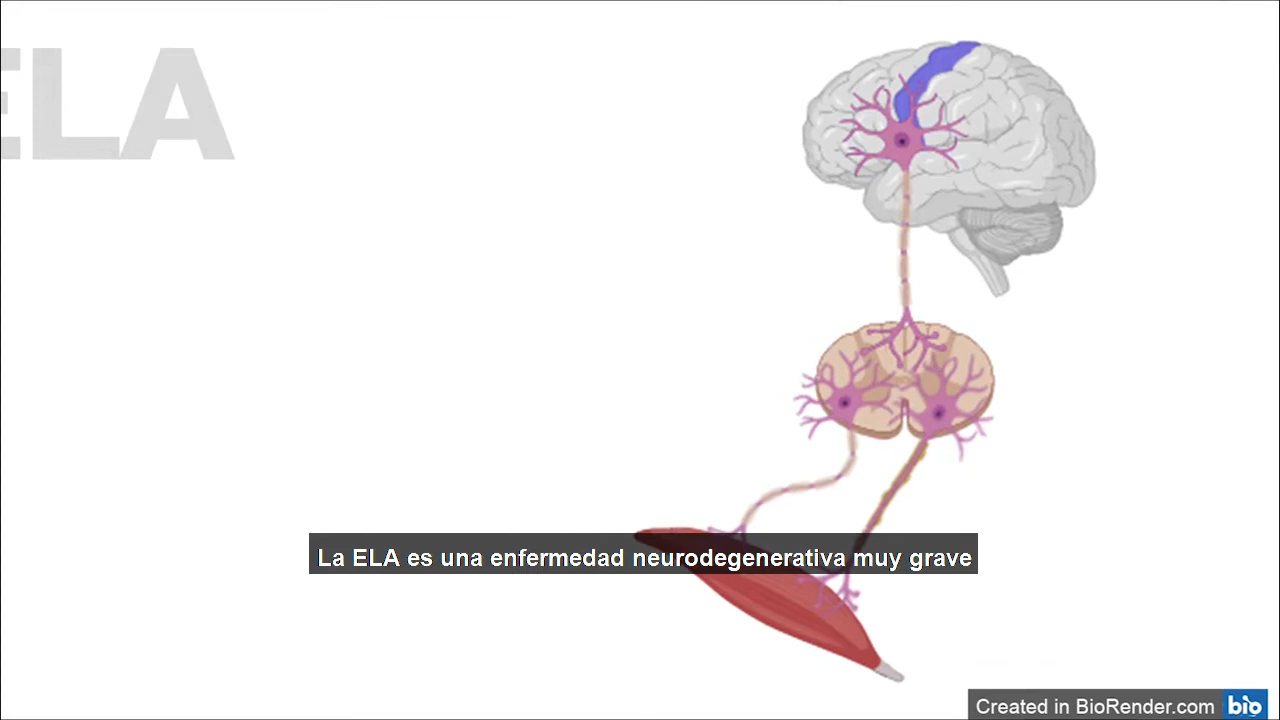 ELA
La ELA es una enfermedad neurodegenerativa muy grave
Created in BioRender.com bio